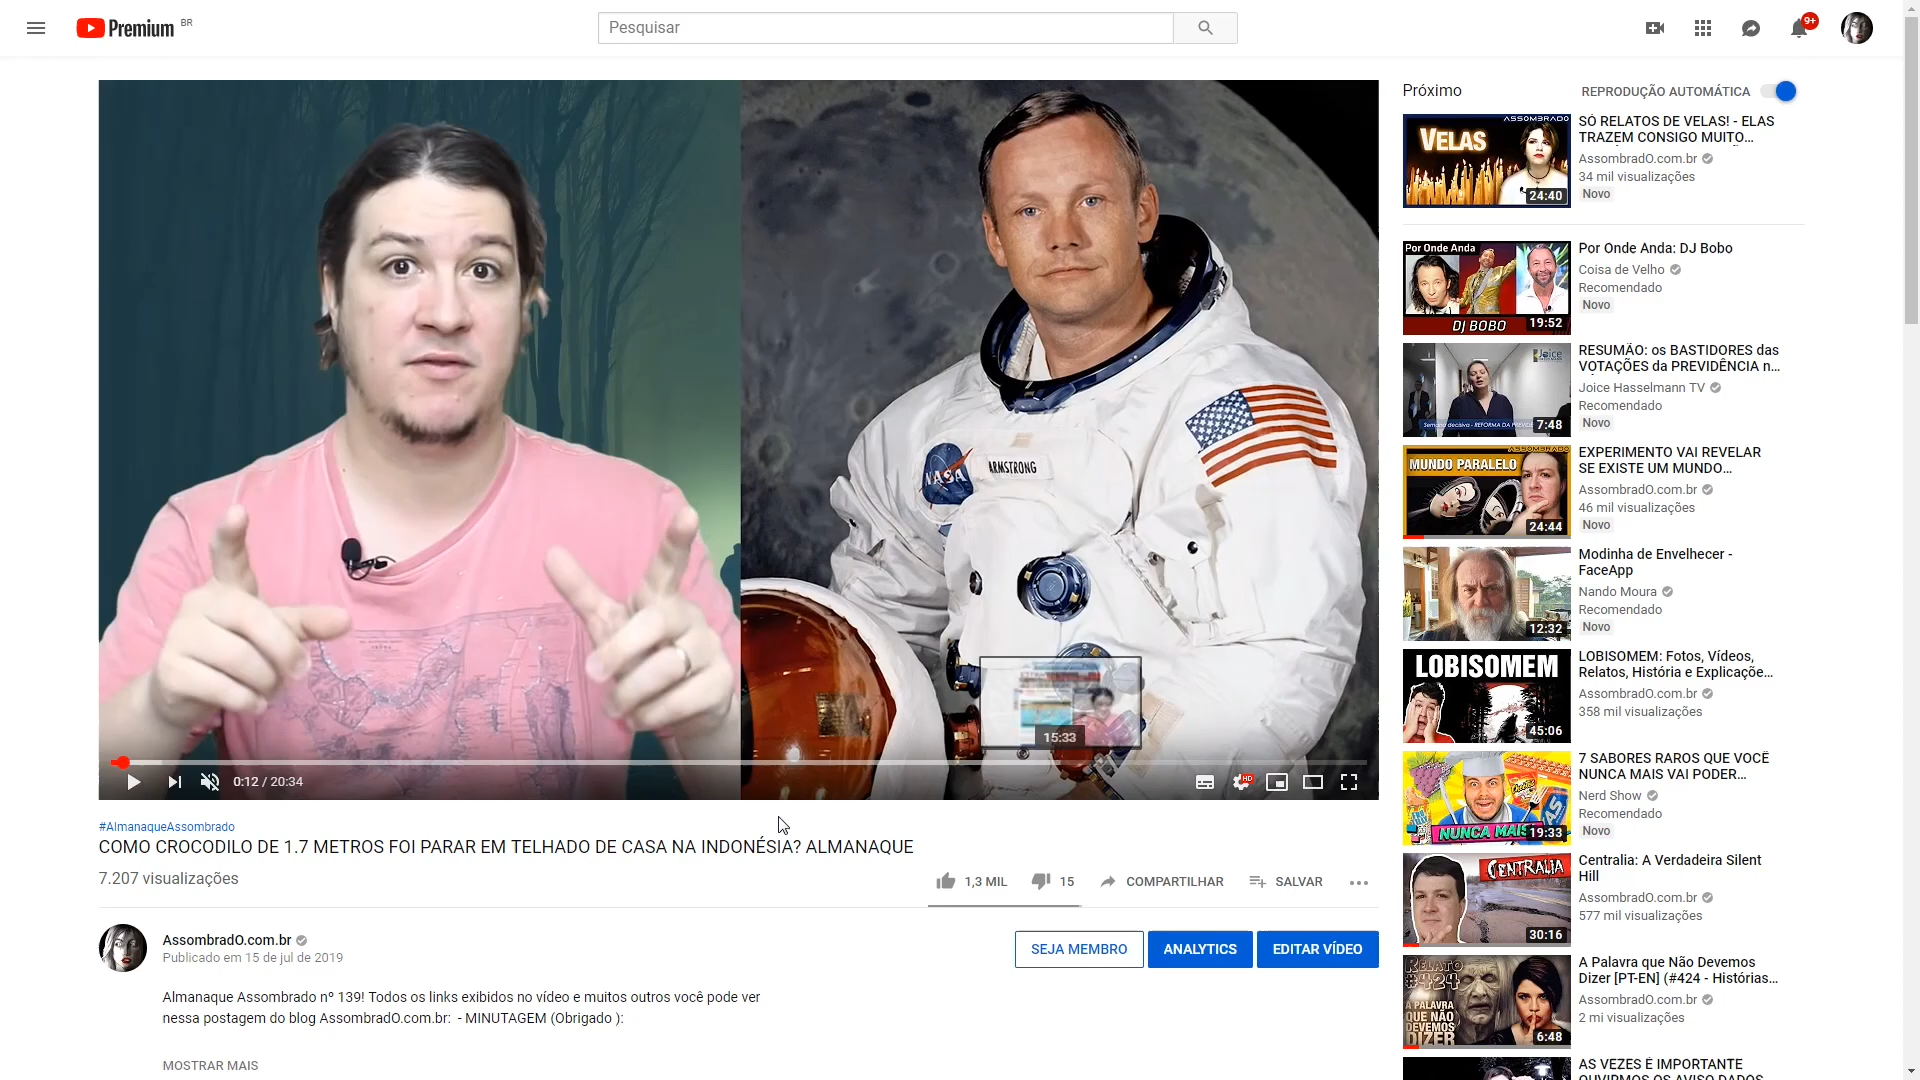 Premium BR
Pesquisar
9+
NASA
ARMSTRONG
15:33
0:12 / 20:34
HD
#AlmanaqueAssombrado
COMO CROCODILO DE 1.7 METROS FOI PARAR EM TELHADO DE CASA NA INDONÉSIA? ALMANAQUE
7.207 visualizações
1,3 MIL
15
COMPARTILHAR
SALVAR
AssombradO.com.br
Publicado em 15 de jul de 2019
SEJA MEMBRO
ANALYTICS
EDITAR VÍDEO
Almanaque Assombrado nº 139! Todos os links exibidos no vídeo e muitos outros você pode ver
nessa postagem do blog AssombradO.com.br: - MINUTAGEM (Obrigado ):
MOSTRAR MAIS
Próximo
REPRODUÇÃO AUTOMÁTICA
ASSOMBRADO
VELAS
24:40
SÓ RELATOS DE VELAS! - ELAS
TRAZEM CONSIGO MUITO...
AssombradO.com.br
34 mil visualizações
Novo
Por Onde Anda
DJ BOBO
19:52
Por Onde Anda: DJ Bobo
Coisa de Velho
Recomendado
Novo
Joice
Semana decisiva - REFORMA DA
7:48
RESUMÃO: os BASTIDORES das
VOTAÇÕES da PREVIDÊNCIA n...
Joice Hasselmann TV
Recomendado
Novo
ASSOMBRADO
MUNDO PARALELO
24:44
EXPERIMENTO VAI REVELAR
SE EXISTE UM MUNDO...
AssombradO.com.br
46 mil visualizações
Novo
12:32
Modinha de Envelhecer -
FaceApp
Nando Moura
Recomendado
Novo
LOBISOMEM
45:06
LOBISOMEM: Fotos, Vídeos,
Relatos, História e Explicaçõe...
AssombradO.com.br
358 mil visualizações
NUNCA MAIS
19:33
7 SABORES RAROS QUE VOCÊ
NUNCA MAIS VAI PODER...
Nerd Show
Recomendado
Novo
CENTRALIA
30:16
Centralia: A Verdadeira Silent
Hill
AssombradO.com.br
577 mil visualizações
RELATO
#424
A PALAVRA
QUE NÃO
DEVEMOS
DIZER
6:48
A Palavra que Não Devemos
Dizer [PT-EN] (#424 - Histórias...
AssombradO.com.br
2 mi visualizações
AS VEZES É IMPORTANTE
OUVIRMOS OS AVISO DADOS